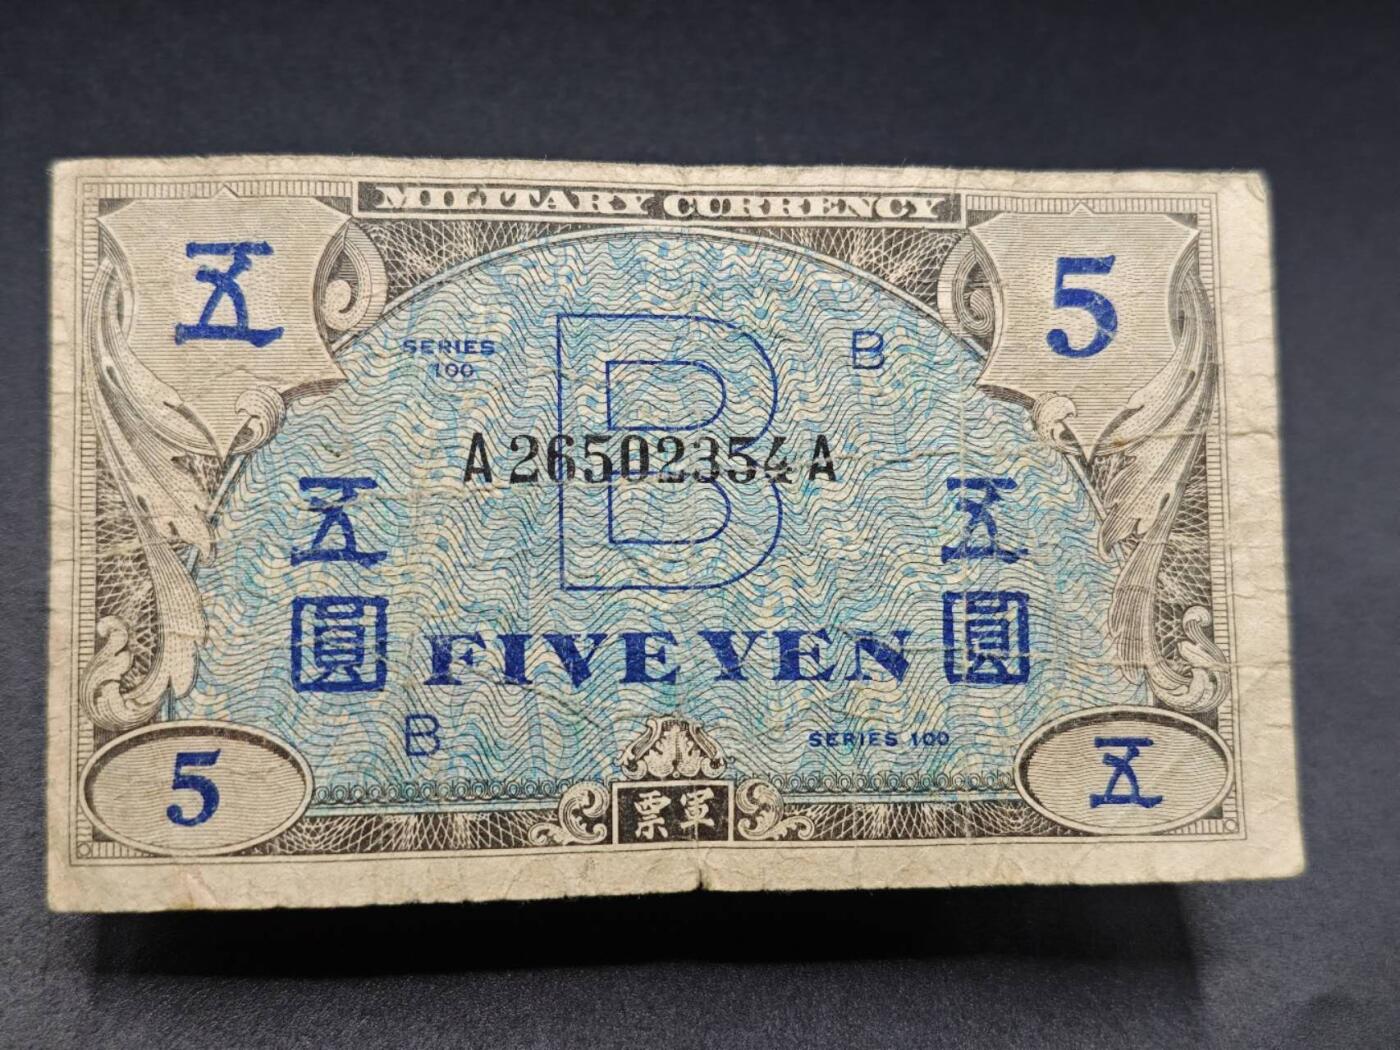 MILITARY CURRENCY
五
5
SERIES
100
B
B
A26502354A
五
圓
五
圓
FIVE YEN
B
SERIES 100
5
票軍
五